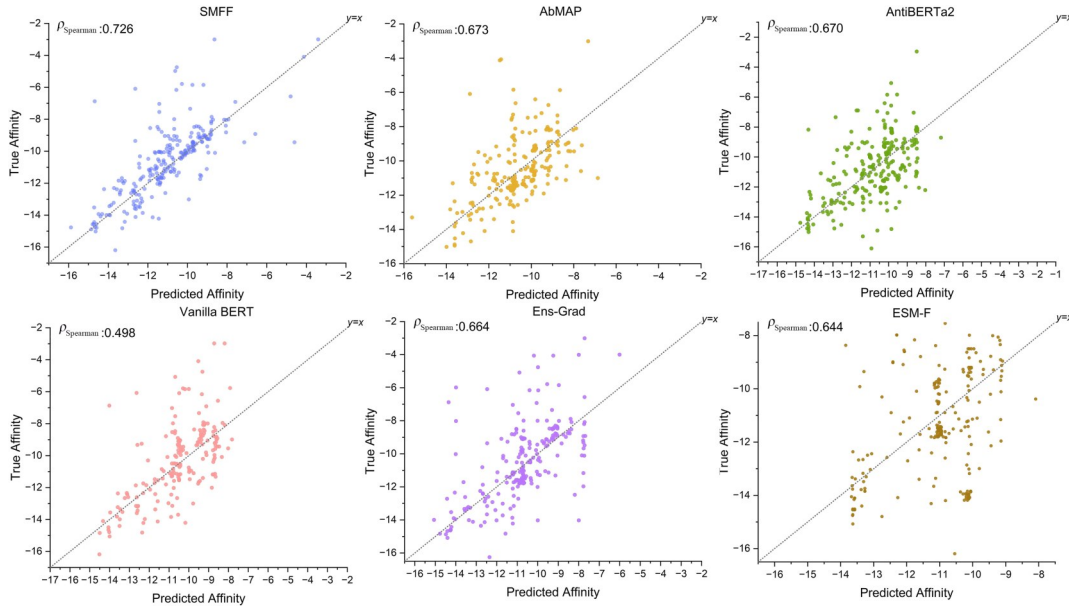 SMFF
ρSpearman:0.726
y=x
−2
−4
−6
−8
−10
−12
−14
−16
True Affinity
−16 −14 −12 −10 −8 −6 −4 −2
Predicted Affinity
AbMAP
ρSpearman:0.673
y=x
−2
−4
−6
−8
−10
−12
−14
−16
True Affinity
−16 −14 −12 −10 −8 −6 −4 −2
Predicted Affinity
AntiBERTa2
ρSpearman:0.670
y=x
−2
−4
−6
−8
−10
−12
−14
−16
True Affinity
−17 −16 −15 −14 −13 −12 −11 −10 −9 −8 −7 −6 −5 −4 −3 −2 −1
Predicted Affinity
Vanilla BERT
ρSpearman:0.498
y=x
−2
−4
−6
−8
−10
−12
−14
−16
True Affinity
−17 −16 −15 −14 −13 −12 −11 −10 −9 −8 −7 −6 −5 −4 −3 −2
Predicted Affinity
Ens-Grad
ρSpearman:0.664
y=x
−2
−4
−6
−8
−10
−12
−14
−16
True Affinity
−16 −15 −14 −13 −12 −11 −10 −9 −8 −7 −6 −5 −4 −3 −2
Predicted Affinity
ESM-F
ρSpearman:0.644
y=x
−8
−10
−12
−14
−16
True Affinity
−16 −15 −14 −13 −12 −11 −10 −9 −8
Predicted Affinity